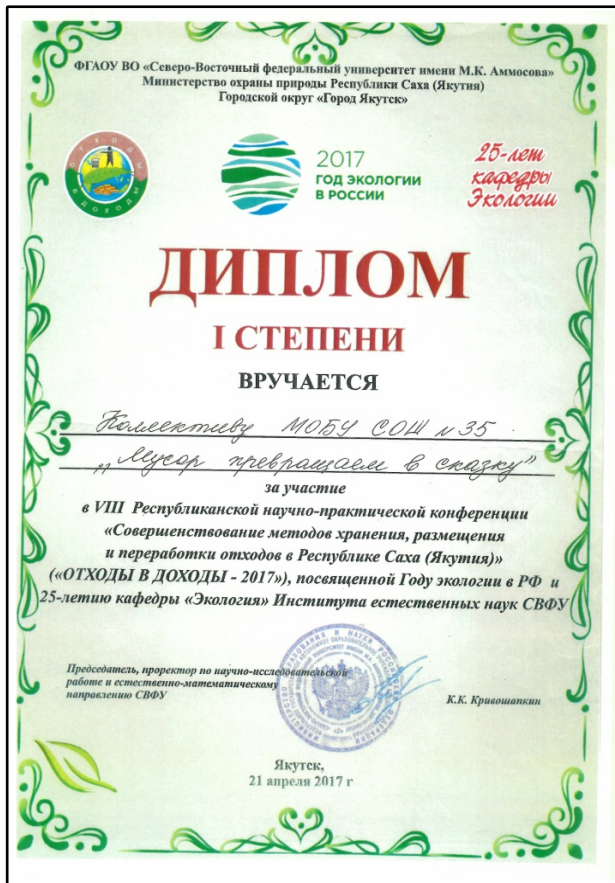 ФГАОУ ВО «Северо-Восточный федеральный университет имени М.К. Аммосова»
Министерство охраны природы Республики Саха (Якутия)
Городской округ «Город Якутск»
ОТХОДЫ
В ДОХОДЫ
2017
ГОД ЭКОЛОГИИ
В РОССИИ
25-лет
кафедры
Экологии
ДИПЛОМ
I СТЕПЕНИ
ВРУЧАЕТСЯ
Коллективу МОБУ СОШ №35
„Мусор превращаем в сказку"
за участие
в VIII Республиканской научно-практической конференции
«Совершенствование методов хранения, размещения
и переработки отходов в Республике Саха (Якутия)»
(«ОТХОДЫ В ДОХОДЫ - 2017»), посвященной Году экологии в РФ и
25-летию кафедры «Экология» Института естественных наук СВФУ
Председатель, проректор по научно-исследовательской
работе и естественно-математическому
направлению СВФУ
К.К. Кривошапкин
Якутск,
21 апреля 2017 г